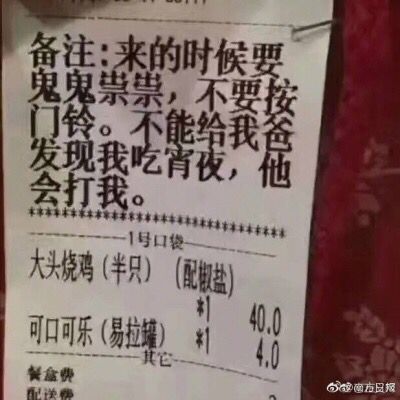 备注:来的时候要
鬼鬼祟祟，不要按
门铃。不能给我爸
发现我吃宵夜，他
会打我。
********************************
1号口袋
大头烧鸡（半只）（配椒盐）
*1 40.0
可口可乐（易拉罐） *1 4.0
其它
餐盒费
配送费
@南方日报